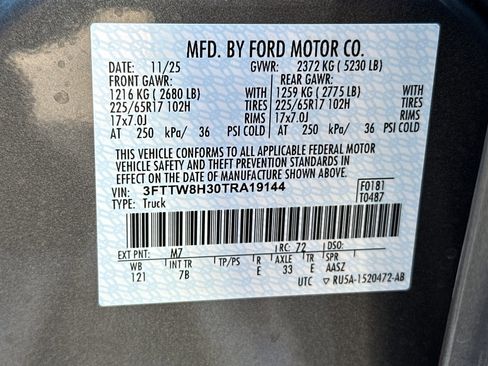 MFD. BY FORD MOTOR CO.
DATE: 11/25 GVWR: 2372 KG ( 5230 LB)
FRONT GAWR: REAR GAWR:
1216 KG ( 2680 LB) WITH 1259 KG ( 2775 LB) WITH
225/65R17 102H TIRES 225/65R17 102H TIRES
17x7.0J RIMS 17x7.0J RIMS
AT 250 kPa/ 36 PSI COLD AT 250 kPa/ 36 PSI COLD
THIS VEHICLE CONFORMS TO ALL APPLICABLE FEDERAL MOTOR
VEHICLE SAFETY AND THEFT PREVENTION STANDARDS IN
EFFECT ON THE DATE OF MANUFACTURE SHOWN ABOVE.
VIN: 3FTTW8H30TRA19144 F0181
TYPE: Truck T0487
EXT PNT: M7 RC: 72 DSO:
WB INT TR TP/PS R AXLE TR SPR
121 7B E 33 E AASZ
UTC RU5A-1520472-AB